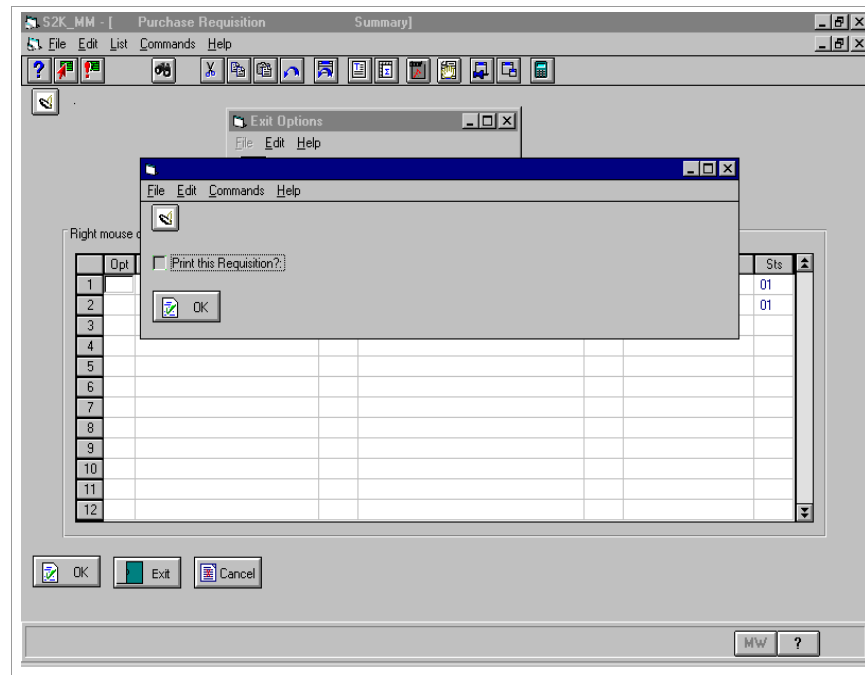 S2K_MM - [ Purchase Requisition Summary]
File Edit List Commands Help
Exit Options
File Edit Help
File Edit Commands Help
Right mouse
Print this Requisition?:
OK
Opt Sts
1 01
2 01
3
4
5
6
7
8
9
10
11
12
OK Exit Cancel
MW ?